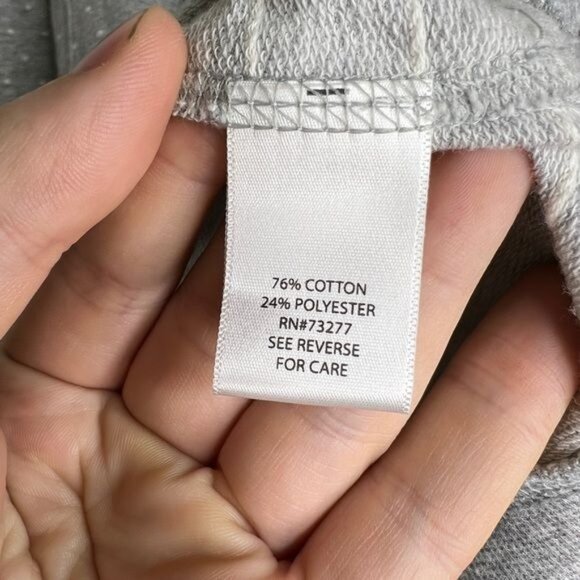 76% COTTON
24% POLYESTER
RN#73277
SEE REVERSE
FOR CARE